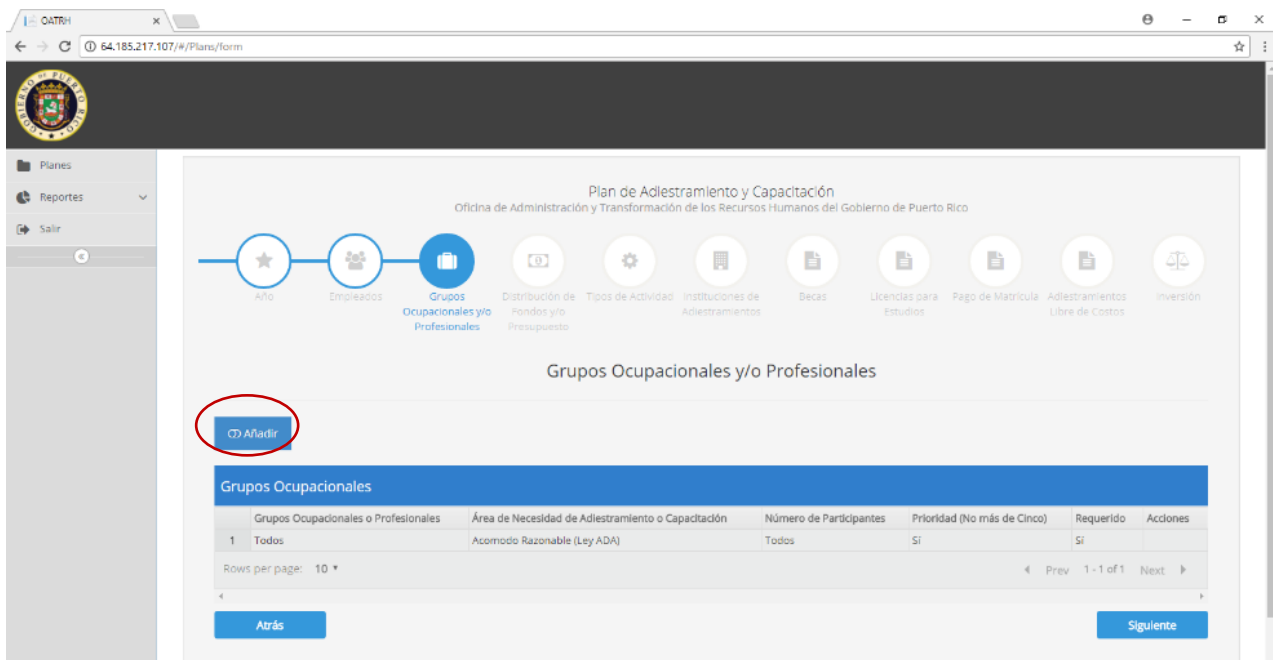 OATRH
64.185.217.107/#/Plans/form
GOBIERNO DE PUERTO RICO
Planes
Reportes
Salir
Plan de Adiestramiento y Capacitación
Oficina de Administración y Transformación de los Recursos Humanos del Gobierno de Puerto Rico
Año
Empleados
Grupos
Ocupacionales y/o
Profesionales
Distribución de
Fondos y/o
Presupuesto
Tipos de Actividad
Instituciones de
Adiestramientos
Becas
Licencias para
Estudios
Pago de Matrícula
Adiestramientos
Libre de Costos
Inversión
Grupos Ocupacionales y/o Profesionales
Añadir
Grupos Ocupacionales
Grupos Ocupacionales o Profesionales Área de Necesidad de Adiestramiento o Capacitación Número de Participantes Prioridad (No más de Cinco) Requerido Acciones
1 Todos Acomodo Razonable (Ley ADA) Todos Sí Sí
Rows per page: 10 Prev 1 - 1 of 1 Next
Atrás Siguiente